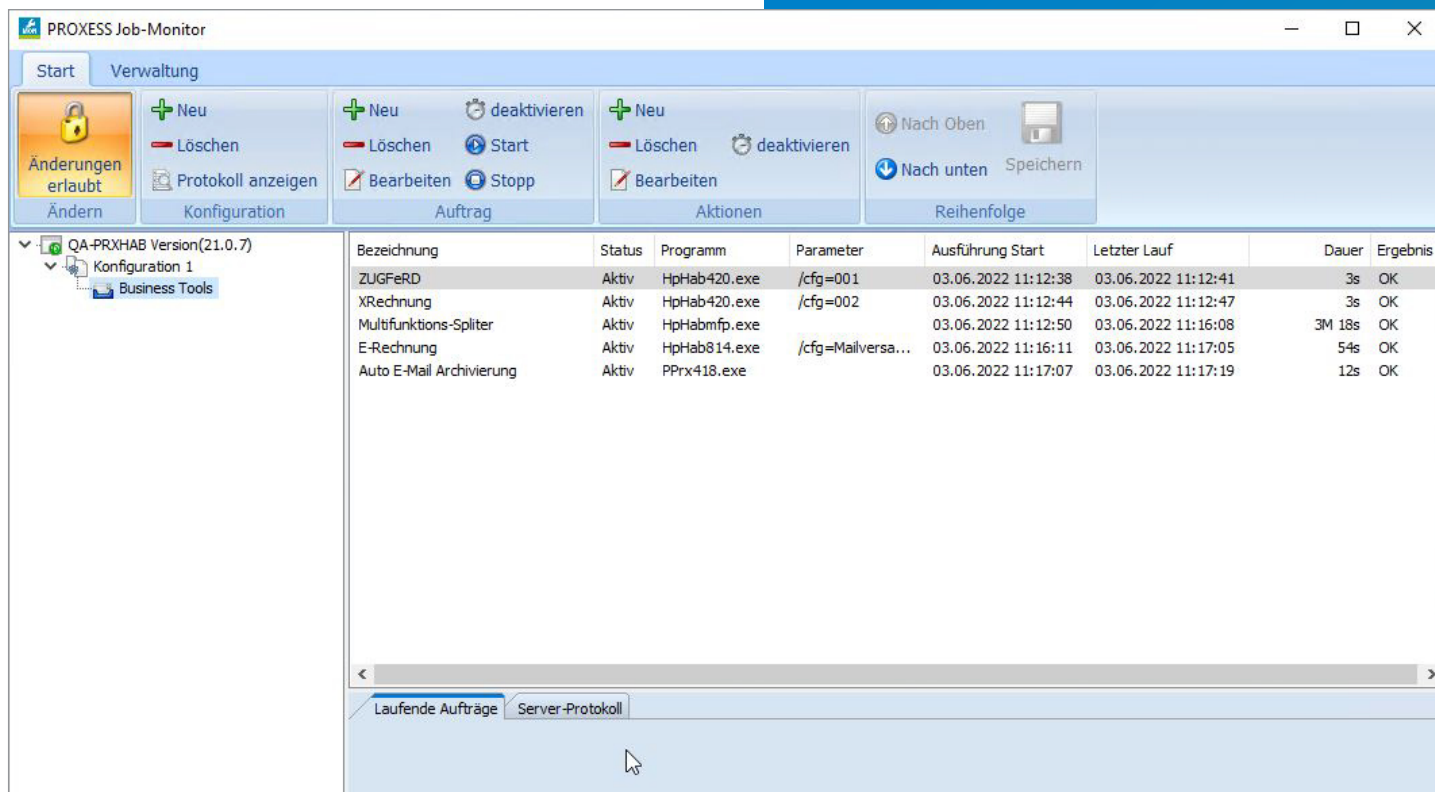 PROXESS Job-Monitor
Start Verwaltung
Änderungen erlaubt
Ändern
Neu
Löschen
Protokoll anzeigen
Konfiguration
Neu deaktivieren
Löschen Start
Bearbeiten Stopp
Auftrag
Neu
Löschen deaktivieren
Bearbeiten
Aktionen
Nach Oben
Nach unten
Speichern
Reihenfolge
QA-PRXHAB Version(21.0.7)
Konfiguration 1
Business Tools
Bezeichnung Status Programm Parameter Ausführung Start Letzter Lauf Dauer Ergebnis
ZUGFeRD Aktiv HpHab420.exe /cfg=001 03.06.2022 11:12:38 03.06.2022 11:12:41 3s OK
XRechnung Aktiv HpHab420.exe /cfg=002 03.06.2022 11:12:44 03.06.2022 11:12:47 3s OK
Multifunktions-Spliter Aktiv HpHabmfp.exe 03.06.2022 11:12:50 03.06.2022 11:16:08 3M 18s OK
E-Rechnung Aktiv HpHab814.exe /cfg=Mailversa... 03.06.2022 11:16:11 03.06.2022 11:17:05 54s OK
Auto E-Mail Archivierung Aktiv PPrx418.exe 03.06.2022 11:17:07 03.06.2022 11:17:19 12s OK
Laufende Aufträge Server-Protokoll